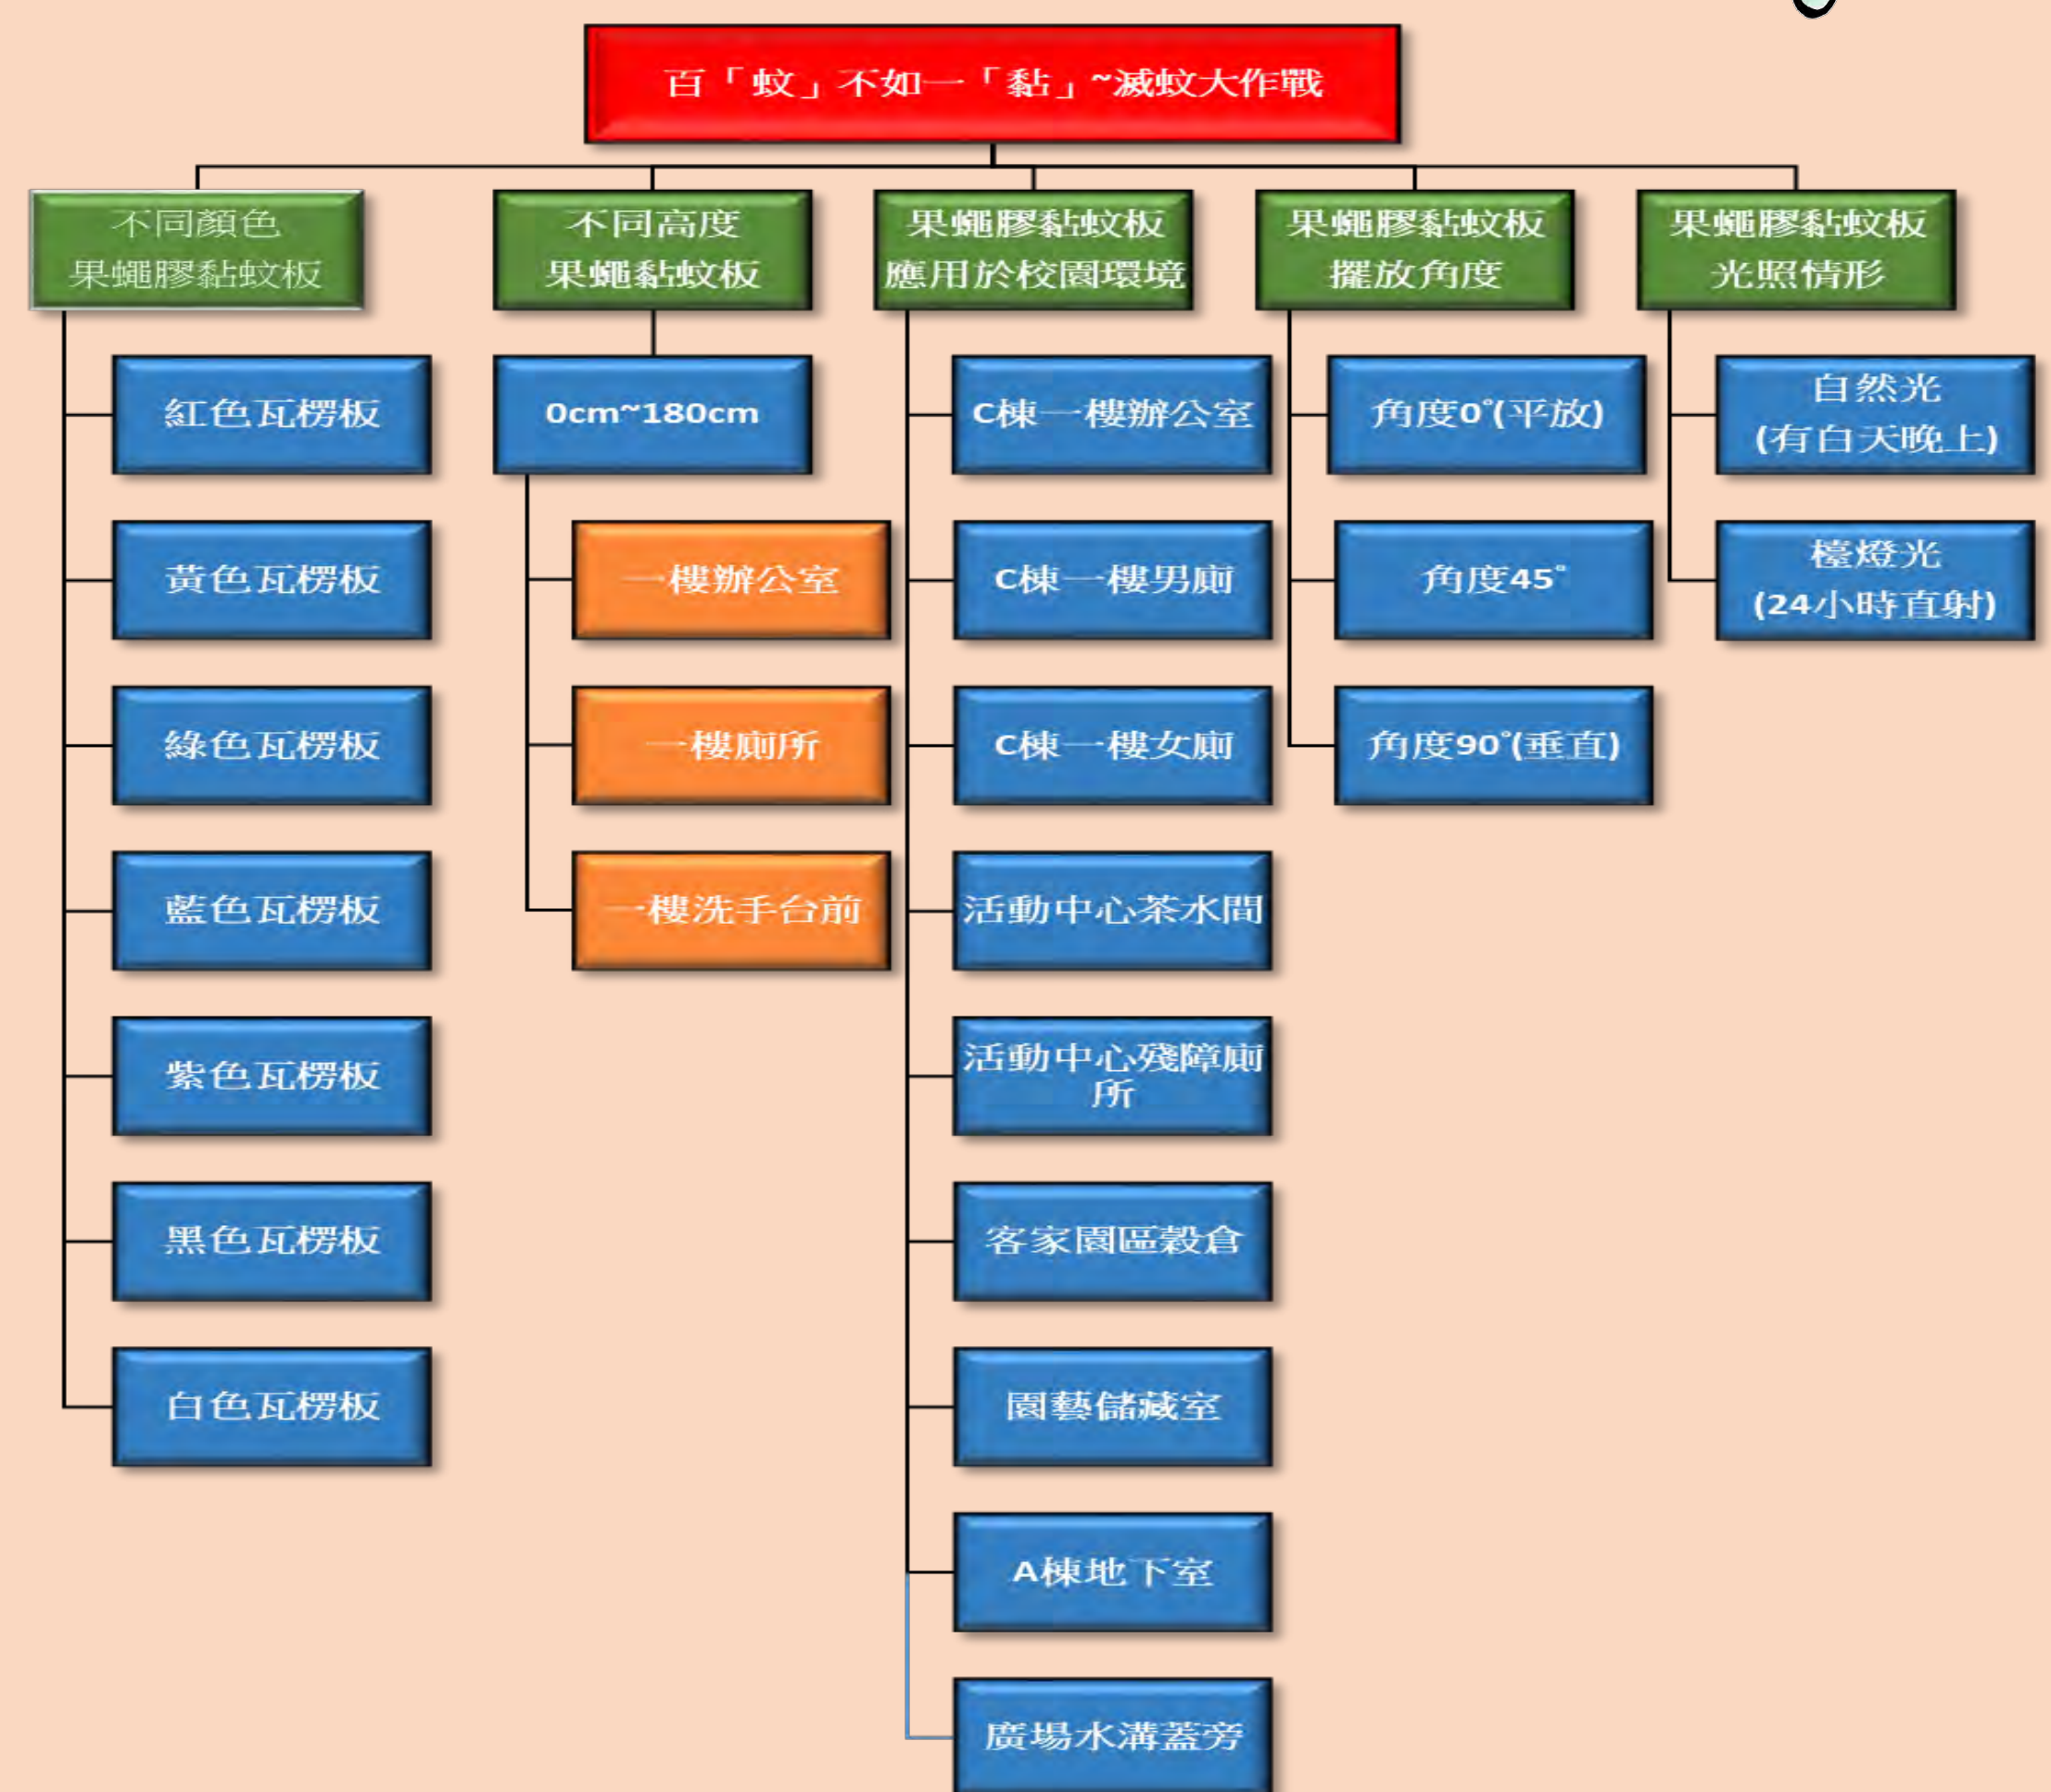 百「蚊」不如一「黏」~滅蚊大作戰
不同顏色
果蠅膠黏蚊板
紅色瓦楞板
黃色瓦楞板
綠色瓦楞板
藍色瓦楞板
紫色瓦楞板
黑色瓦楞板
白色瓦楞板
不同高度
果蠅黏蚊板
0cm~180cm
一樓辦公室
一樓廁所
一樓洗手台前
果蠅膠黏蚊板
應用於校園環境
C棟一樓辦公室
C棟一樓男廁
C棟一樓女廁
活動中心茶水間
活動中心殘障廁
所
客家園區穀倉
園藝儲藏室
A棟地下室
廣場水溝蓋旁
果蠅膠黏蚊板
擺放角度
角度0°(平放)
角度45°
角度90°(垂直)
果蠅膠黏蚊板
光照情形
自然光
(有白天晚上)
檯燈光
(24小時直射)